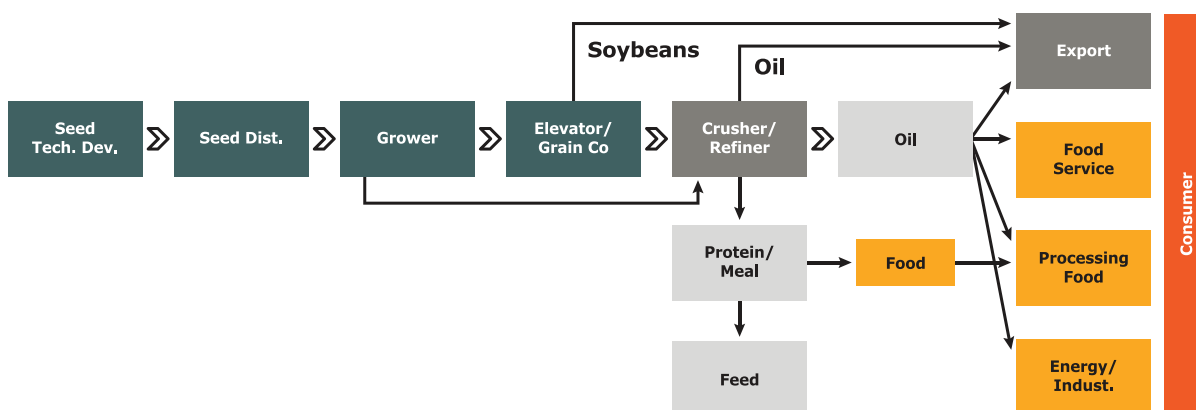 Soybeans
Oil
Export
Seed
Tech. Dev.
Seed Dist.
Grower
Elevator/
Grain Co
Crusher/
Refiner
Oil
Food
Service
Consumer
Protein/
Meal
Food
Processing
Food
Feed
Energy/
Indust.